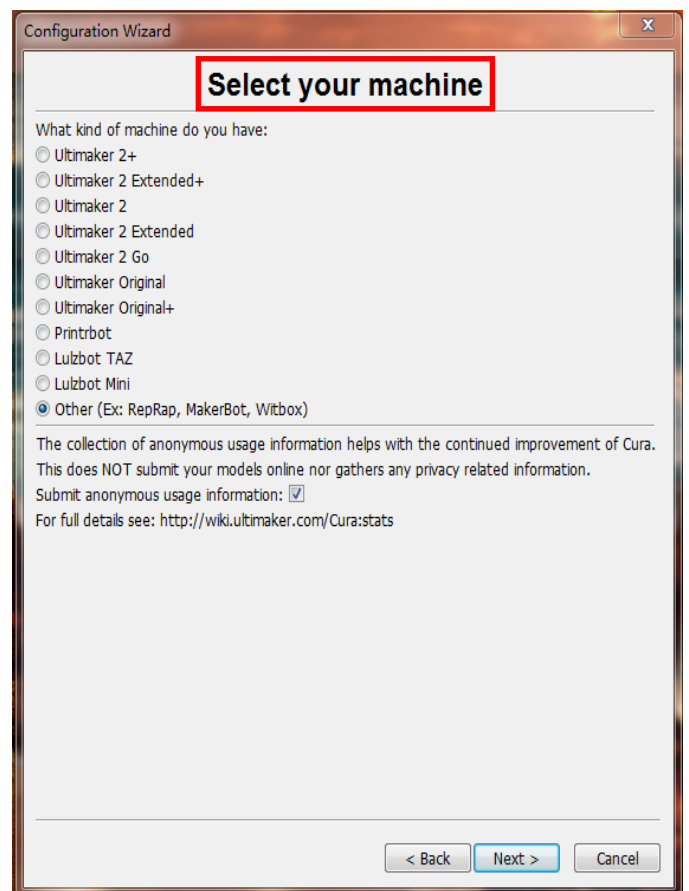 Configuration Wizard
X
Select your machine
What kind of machine do you have:
Ultimaker 2+
Ultimaker 2 Extended+
Ultimaker 2
Ultimaker 2 Extended
Ultimaker 2 Go
Ultimaker Original
Ultimaker Original+
Printrbot
Lulzbot TAZ
Lulzbot Mini
Other (Ex: RepRap, MakerBot, Witbox)
The collection of anonymous usage information helps with the continued improvement of Cura.
This does NOT submit your models online nor gathers any privacy related information.
Submit anonymous usage information:
For full details see: http://wiki.ultimaker.com/Cura:stats
< Back Next > Cancel